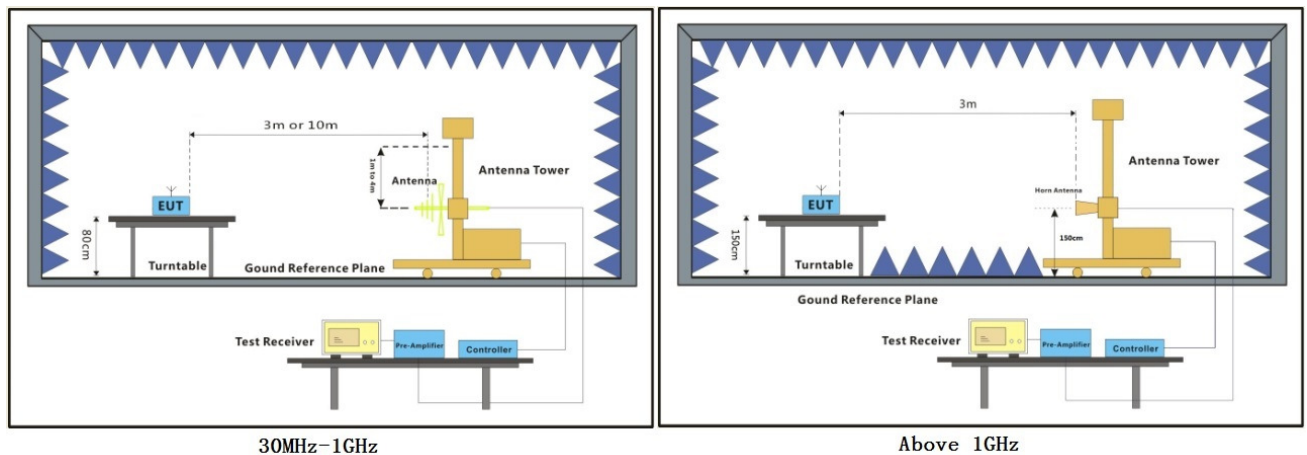 3m or 10m
1m to 4m
Antenna
Antenna Tower
EUT
80cm
Turntable
Gound Reference Plane
Test Receiver
Pre-Amplifier
Controller
30MHz-1GHz
3m
Antenna Tower
Horn Antenna
EUT
150cm
150cm
Turntable
Gound Reference Plane
Test Receiver
Pre-Amplifier
Controller
Above 1GHz